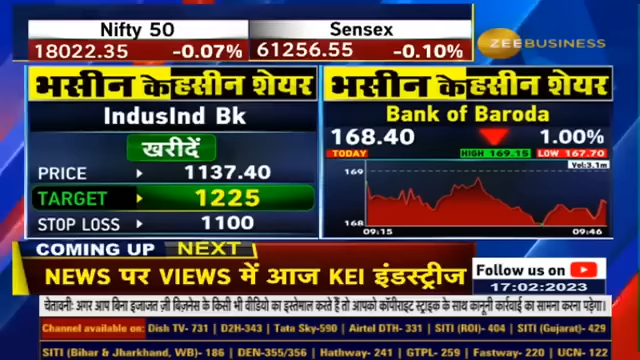 Nifty 50 Sensex
18022.35 -0.07% 61256.55 -0.10% ZEE BUSINESS
भसीन के हसीन शेयर
IndusInd Bk
खरीदें
PRICE 1137.40
TARGET 1225
STOP LOSS 1100
भसीन के हसीन शेयर
Bank of Baroda
168.40 1.00%
TODAY HIGH 169.15 LOW 167.70
Vol:3.1m
169
168
09:15 09:46
COMING UP NEXT
NEWS पर VIEWS में आज KEI इंडस्ट्रीज
Follow us on
17-02-2023
चेतावनी: अगर आप बिना इजाजत ज़ी बिज़नेस के किसी भी वीडियो का इस्तेमाल करते हैं तो आपको कॉपीराइट स्ट्राइक के साथ कानूनी कार्रवाई का सामना करना पड़ेगा.
Channel available on: Dish TV- 731 | D2H-343 | Tata Sky-590 | Airtel DTH- 331 | SITI (ROI)- 404 | SITI (Gujarat)- 429
SITI (Bihar & Jharkhand, WB)- 186 | DEN-355/356 | Hathway- 241 | GTPL- 259 | Fastway- 220 | UCN- 122